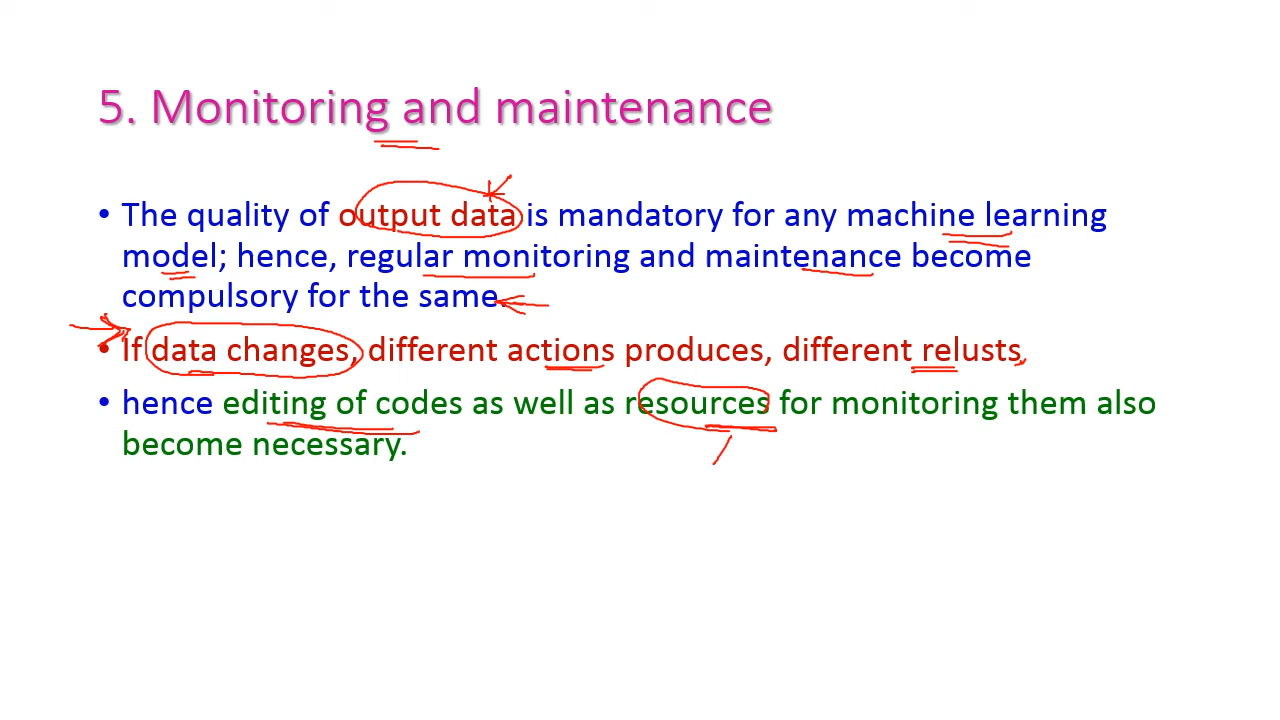 5. Monitoring and maintenance
• The quality of output data is mandatory for any machine learning
model; hence, regular monitoring and maintenance become
compulsory for the same.
• If data changes, different actions produces, different relusts,
• hence editing of codes as well as resources for monitoring them also
become necessary.